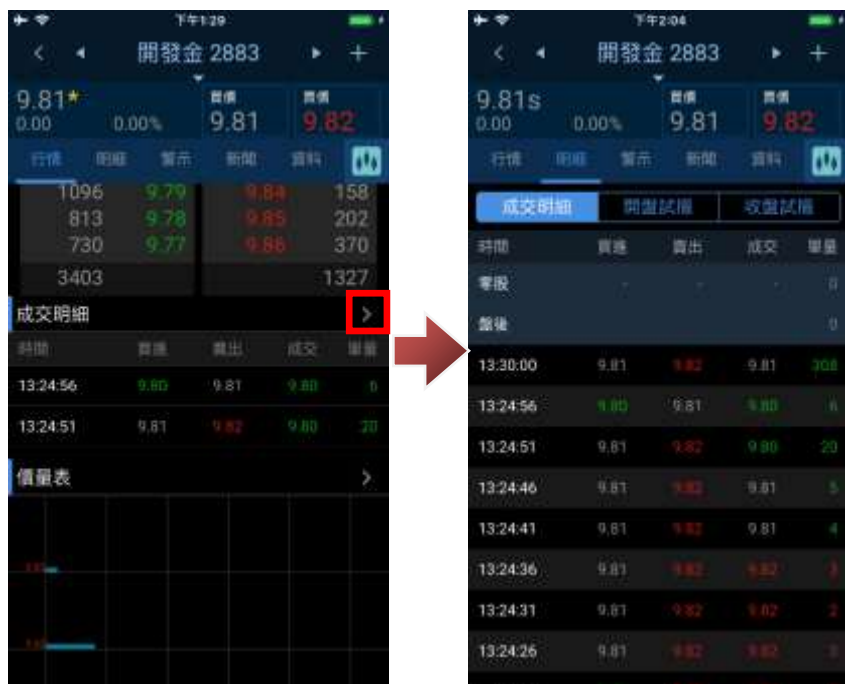 下午1:29
開發金 2883
9.81*
0.00 0.00%
買價 賣價
9.81 9.82
行情 明細 警示 新聞 資料
1096 9.79 9.84 158
813 9.78 9.85 202
730 9.77 9.86 370
3403 1327
成交明細
時間 買進 賣出 成交 單量
13:24:56 9.80 9.81 9.80 6
13:24:51 9.81 9.82 9.80 20
價量表
下午2:04
開發金 2883
9.81s
0.00 0.00%
買價 賣價
9.81 9.82
行情 明細 警示 新聞 資料
成交明細 開盤試撮 收盤試撮
時間 買進 賣出 成交 單量
零股 - - - 0
盤後 0
13:30:00 9.81 9.82 9.81 308
13:24:56 9.80 9.81 9.80 6
13:24:51 9.81 9.82 9.80 20
13:24:46 9.81 9.82 9.81 5
13:24:41 9.81 9.82 9.81 4
13:24:36 9.81 9.82 9.82 3
13:24:31 9.81 9.82 9.82 2
13:24:26 9.81 9.82 9.82